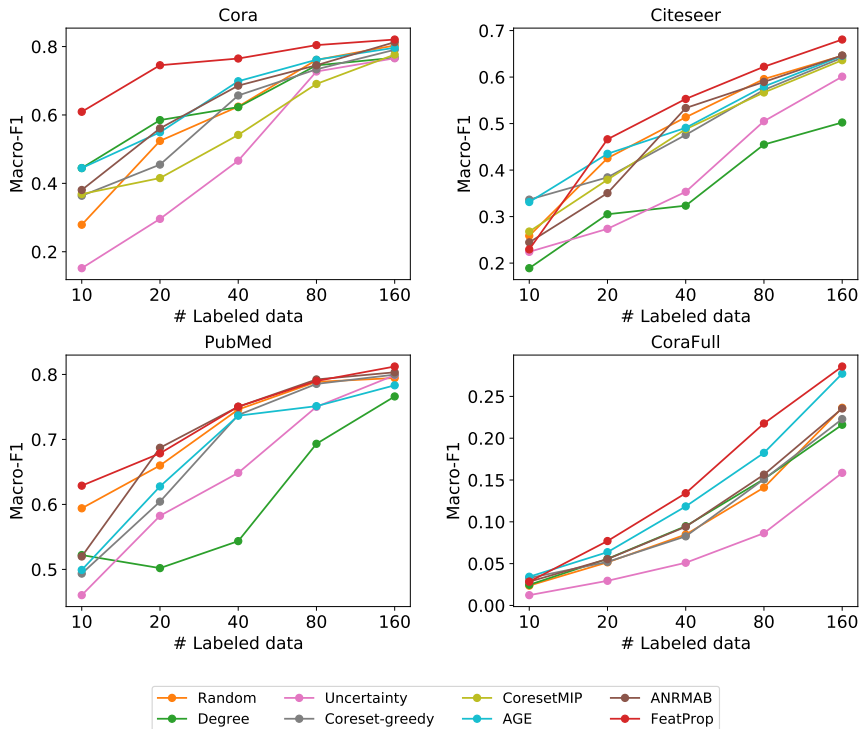 Cora
Citeseer
Macro-F1
0.8
0.6
0.4
0.2
10 20 40 80 160
# Labeled data
Macro-F1
0.7
0.6
0.5
0.4
0.3
0.2
10 20 40 80 160
# Labeled data
PubMed
CoraFull
Macro-F1
0.8
0.7
0.6
0.5
10 20 40 80 160
# Labeled data
Macro-F1
0.25
0.20
0.15
0.10
0.05
0.00
10 20 40 80 160
# Labeled data
Random Uncertainty CoresetMIP ANRMAB
Degree Coreset-greedy AGE FeatProp